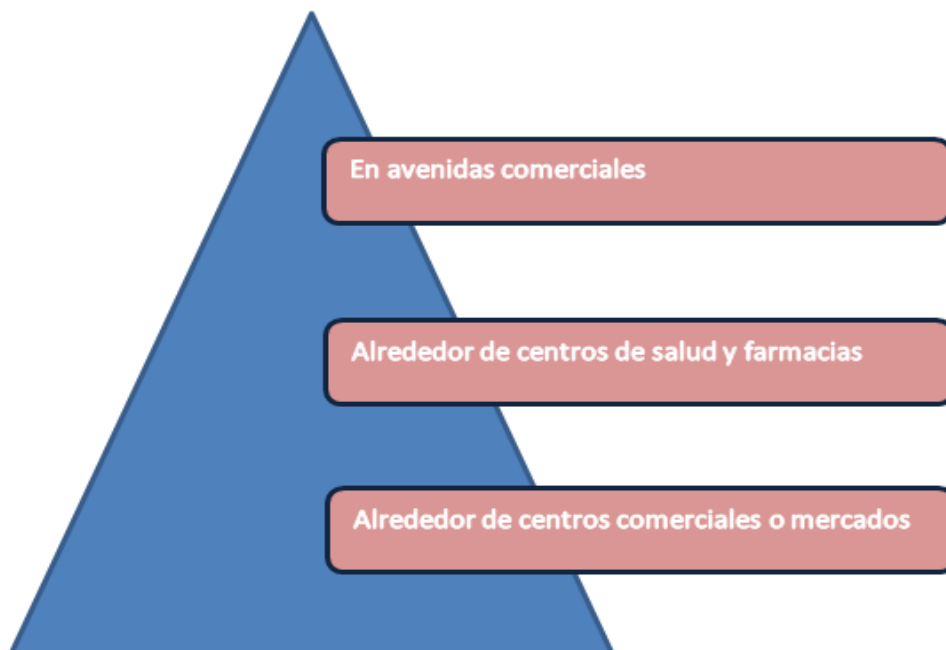 En avenidas comerciales
Alrededor de centros de salud y farmacias
Alrededor de centros comerciales o mercados